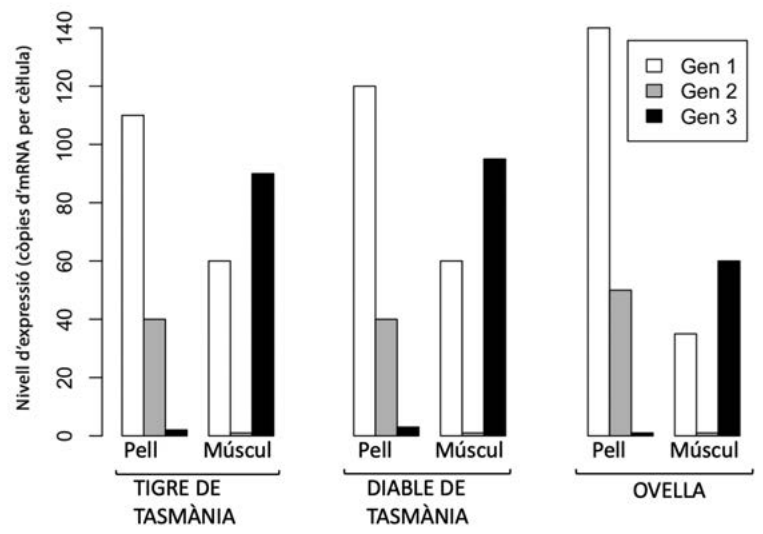 Nivell d'expressió (còpies d'mRNA per cèl·lula)
140
120
100
80
60
40
20
0
Gen 1
Gen 2
Gen 3
Pell Múscul Pell Múscul Pell Múscul
TIGRE DE TASMÀNIA
DIABLE DE TASMÀNIA
OVELLA